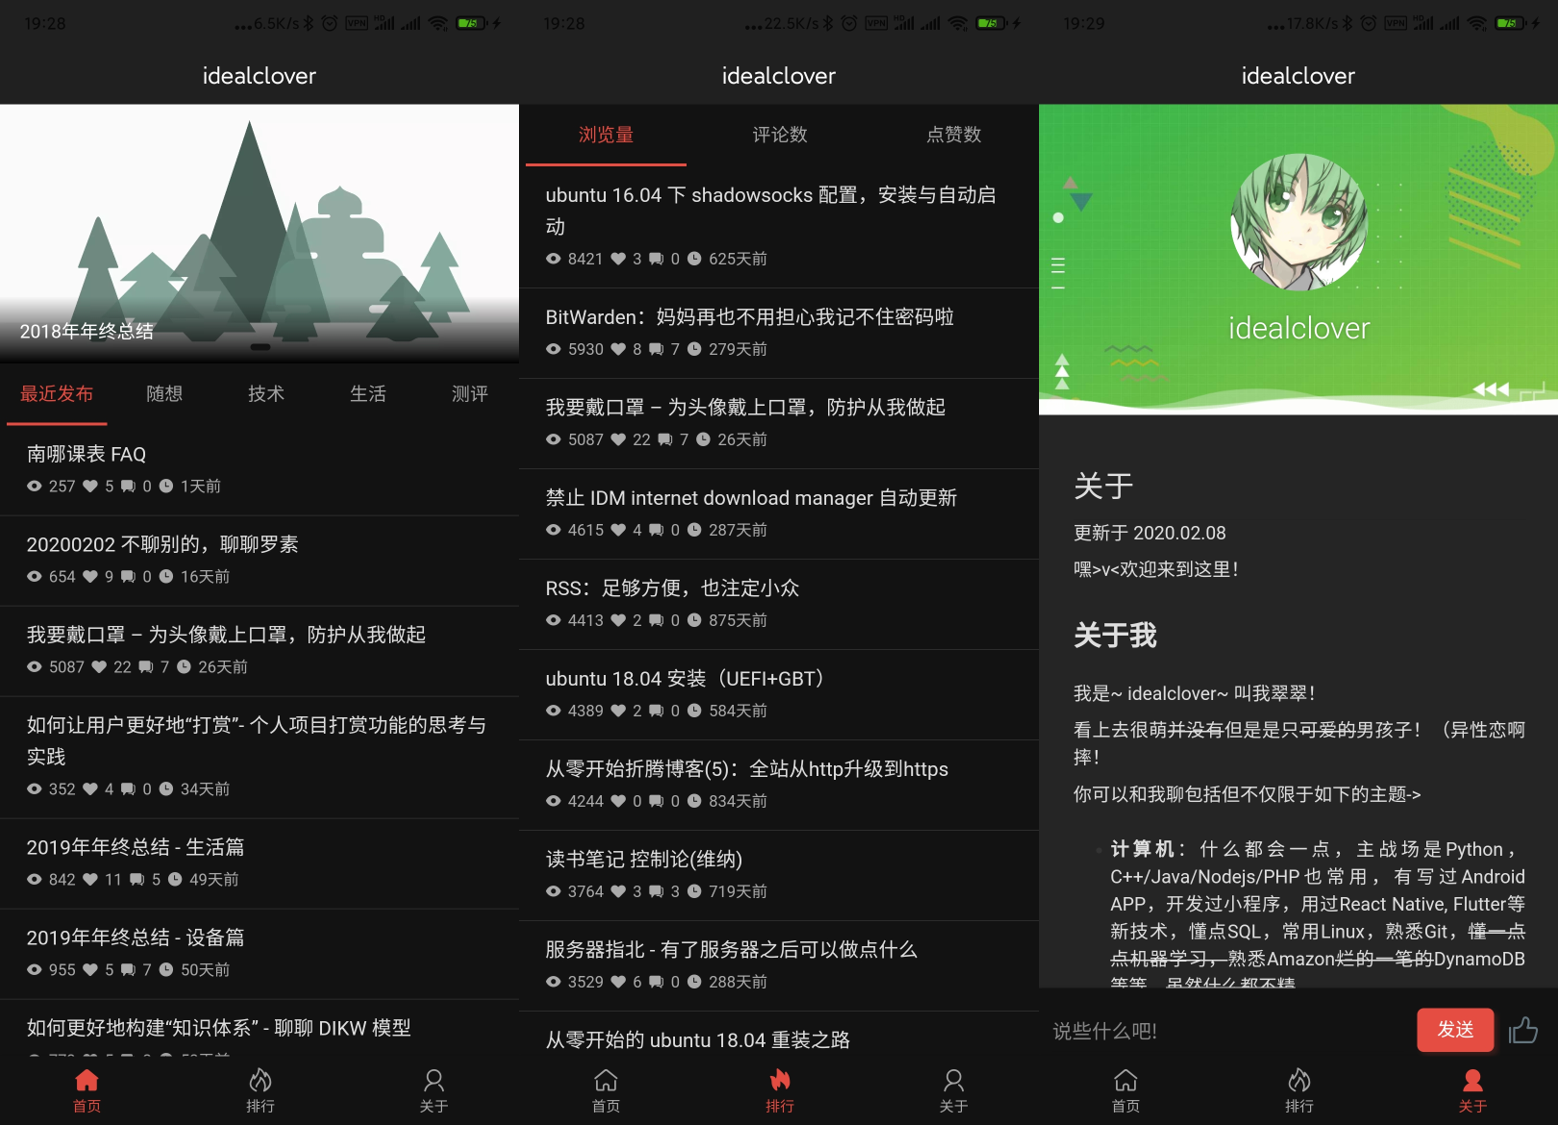 19:28
...6.5K/s
VPN
HD
75
idealclover
2018年年终总结
最近发布 随想 技术 生活 测评
南哪课表 FAQ
257 5 0 1天前
20200202 不聊别的，聊聊罗素
654 9 0 16天前
我要戴口罩 – 为头像戴上口罩，防护从我做起
5087 22 7 26天前
如何让用户更好地“打赏”- 个人项目打赏功能的思考与
实践
352 4 0 34天前
2019年年终总结 - 生活篇
842 11 5 49天前
2019年年终总结 - 设备篇
955 5 7 50天前
如何更好地构建“知识体系” - 聊聊 DIKW 模型
首页 排行 关于
19:28
...22.5K/s
VPN
HD
75
idealclover
浏览量 评论数 点赞数
ubuntu 16.04 下 shadowsocks 配置，安装与自动启
动
8421 3 0 625天前
BitWarden：妈妈再也不用担心我记不住密码啦
5930 8 7 279天前
我要戴口罩 – 为头像戴上口罩，防护从我做起
5087 22 7 26天前
禁止 IDM internet download manager 自动更新
4615 4 0 287天前
RSS：足够方便，也注定小众
4413 2 0 875天前
ubuntu 18.04 安装（UEFI+GBT）
4389 2 0 584天前
从零开始折腾博客(5)：全站从http升级到https
4244 0 0 834天前
读书笔记 控制论(维纳)
3764 3 3 719天前
服务器指北 - 有了服务器之后可以做点什么
3529 6 0 288天前
从零开始的 ubuntu 18.04 重装之路
首页 排行 关于
19:29
...17.8K/s
VPN
HD
75
idealclover
idealclover
关于
更新于 2020.02.08
嘿>v<欢迎来到这里！
关于我
我是~ idealclover~ 叫我翠翠！
看上去很萌并没有但是是只可爱的男孩子！（异性恋啊
摔！
你可以和我聊包括但不仅限于如下的主题->
计算机：什么都会一点，主战场是Python，
C++/Java/Nodejs/PHP也常用，有写过Android
APP，开发过小程序，用过React Native, Flutter等
新技术，懂点SQL，常用Linux，熟悉Git，懂一点
点机器学习，熟悉Amazon烂的一笔的DynamoDB
等等，虽然什么都不精
说些什么吧!
发送
首页 排行 关于